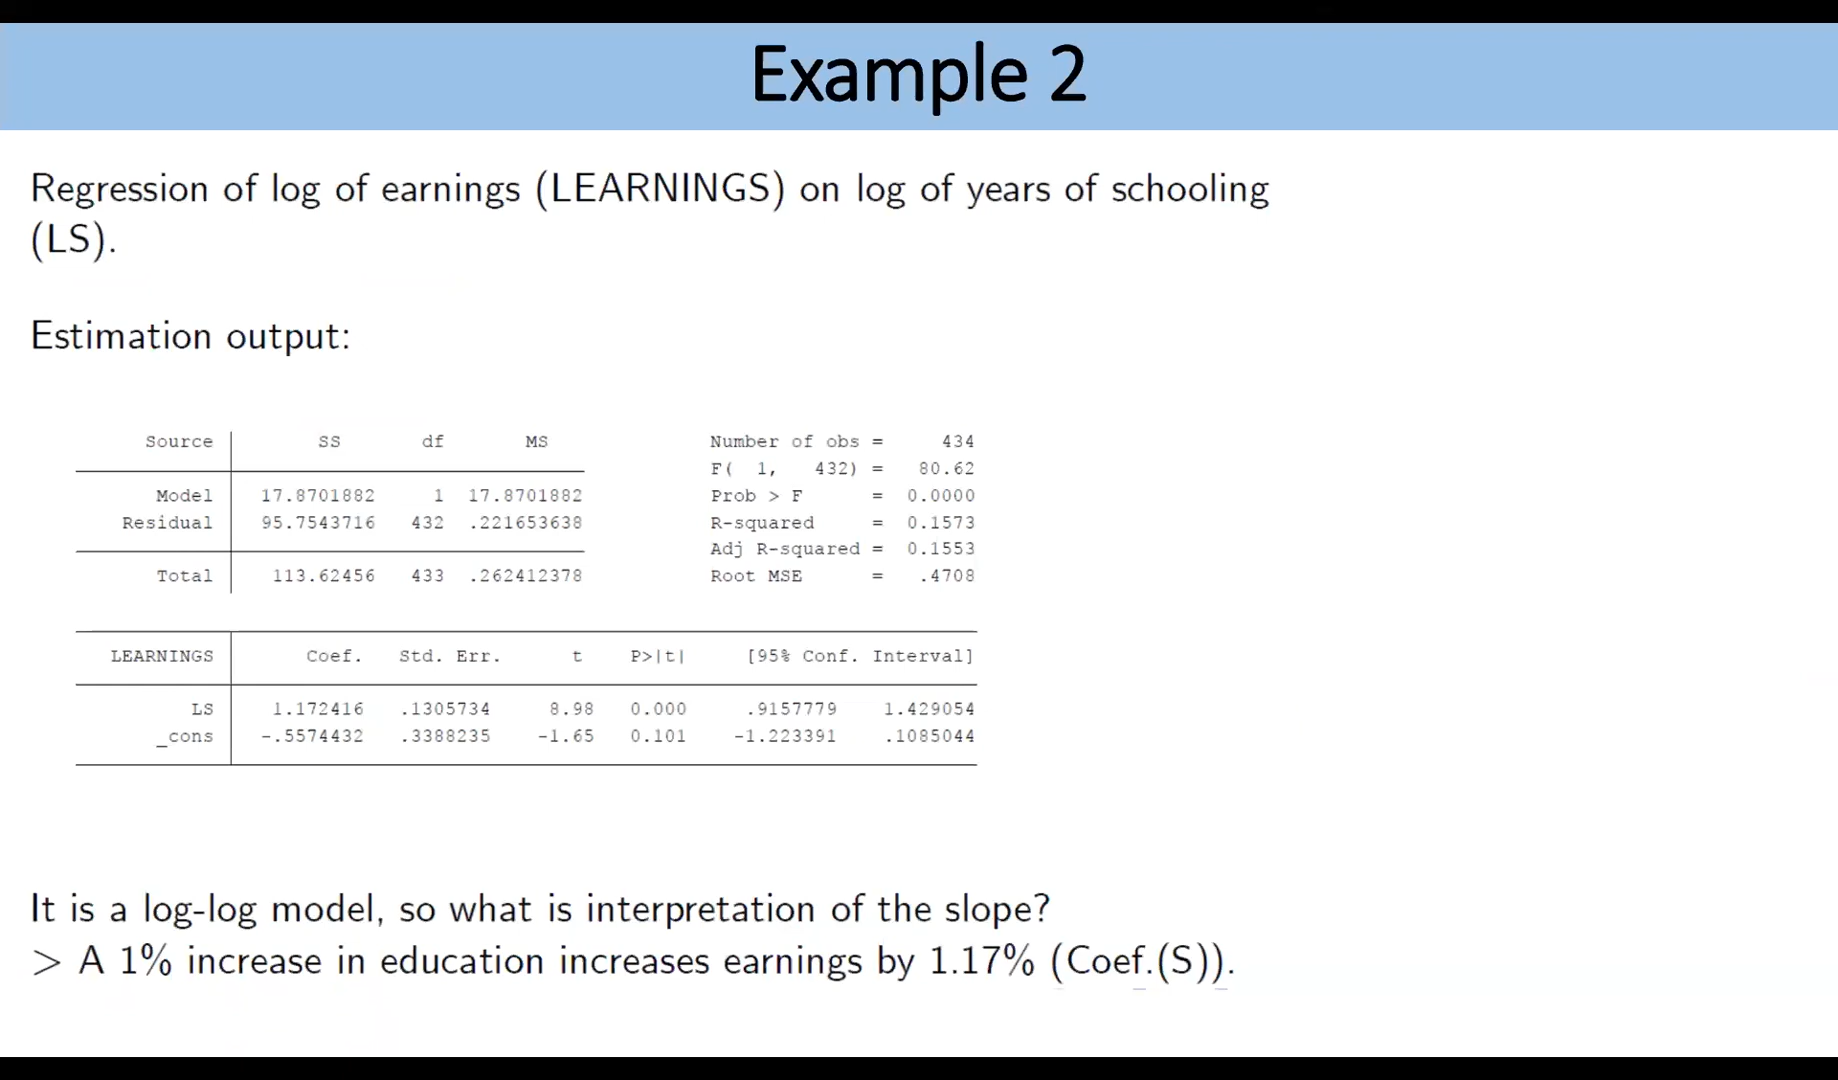 Example 2
Regression of log of earnings (LEARNINGS) on log of years of schooling
(LS).
Estimation output:
Source SS df MS Number of obs = 434
F( 1, 432) = 80.62
Model 17.8701882 1 17.8701882 Prob > F = 0.0000
Residual 95.7543716 432 .221653638 R-squared = 0.1573
Adj R-squared = 0.1553
Total 113.62456 433 .262412378 Root MSE = .4708
LEARNINGS Coef. Std. Err. t P>|t| [95% Conf. Interval]
LS 1.172416 .1305734 8.98 0.000 .9157779 1.429054
_cons -.5574432 .3388235 -1.65 0.101 -1.223391 .1085044
It is a log-log model, so what is interpretation of the slope?
> A 1% increase in education increases earnings by 1.17% (Coef.(S)).